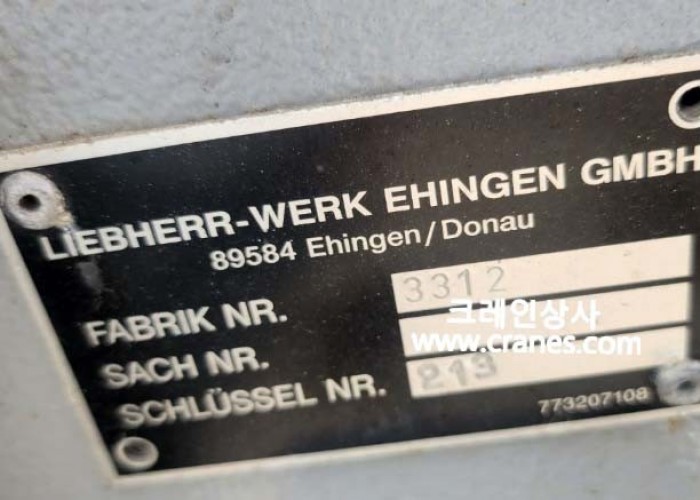 LIEBHERR-WERK EHINGEN GMBH
89584 Ehingen/Donau
FABRIK NR. 3312
SACH NR.
SCHLÜSSEL NR. 213
773207108
크레인상사
www.cranes.com